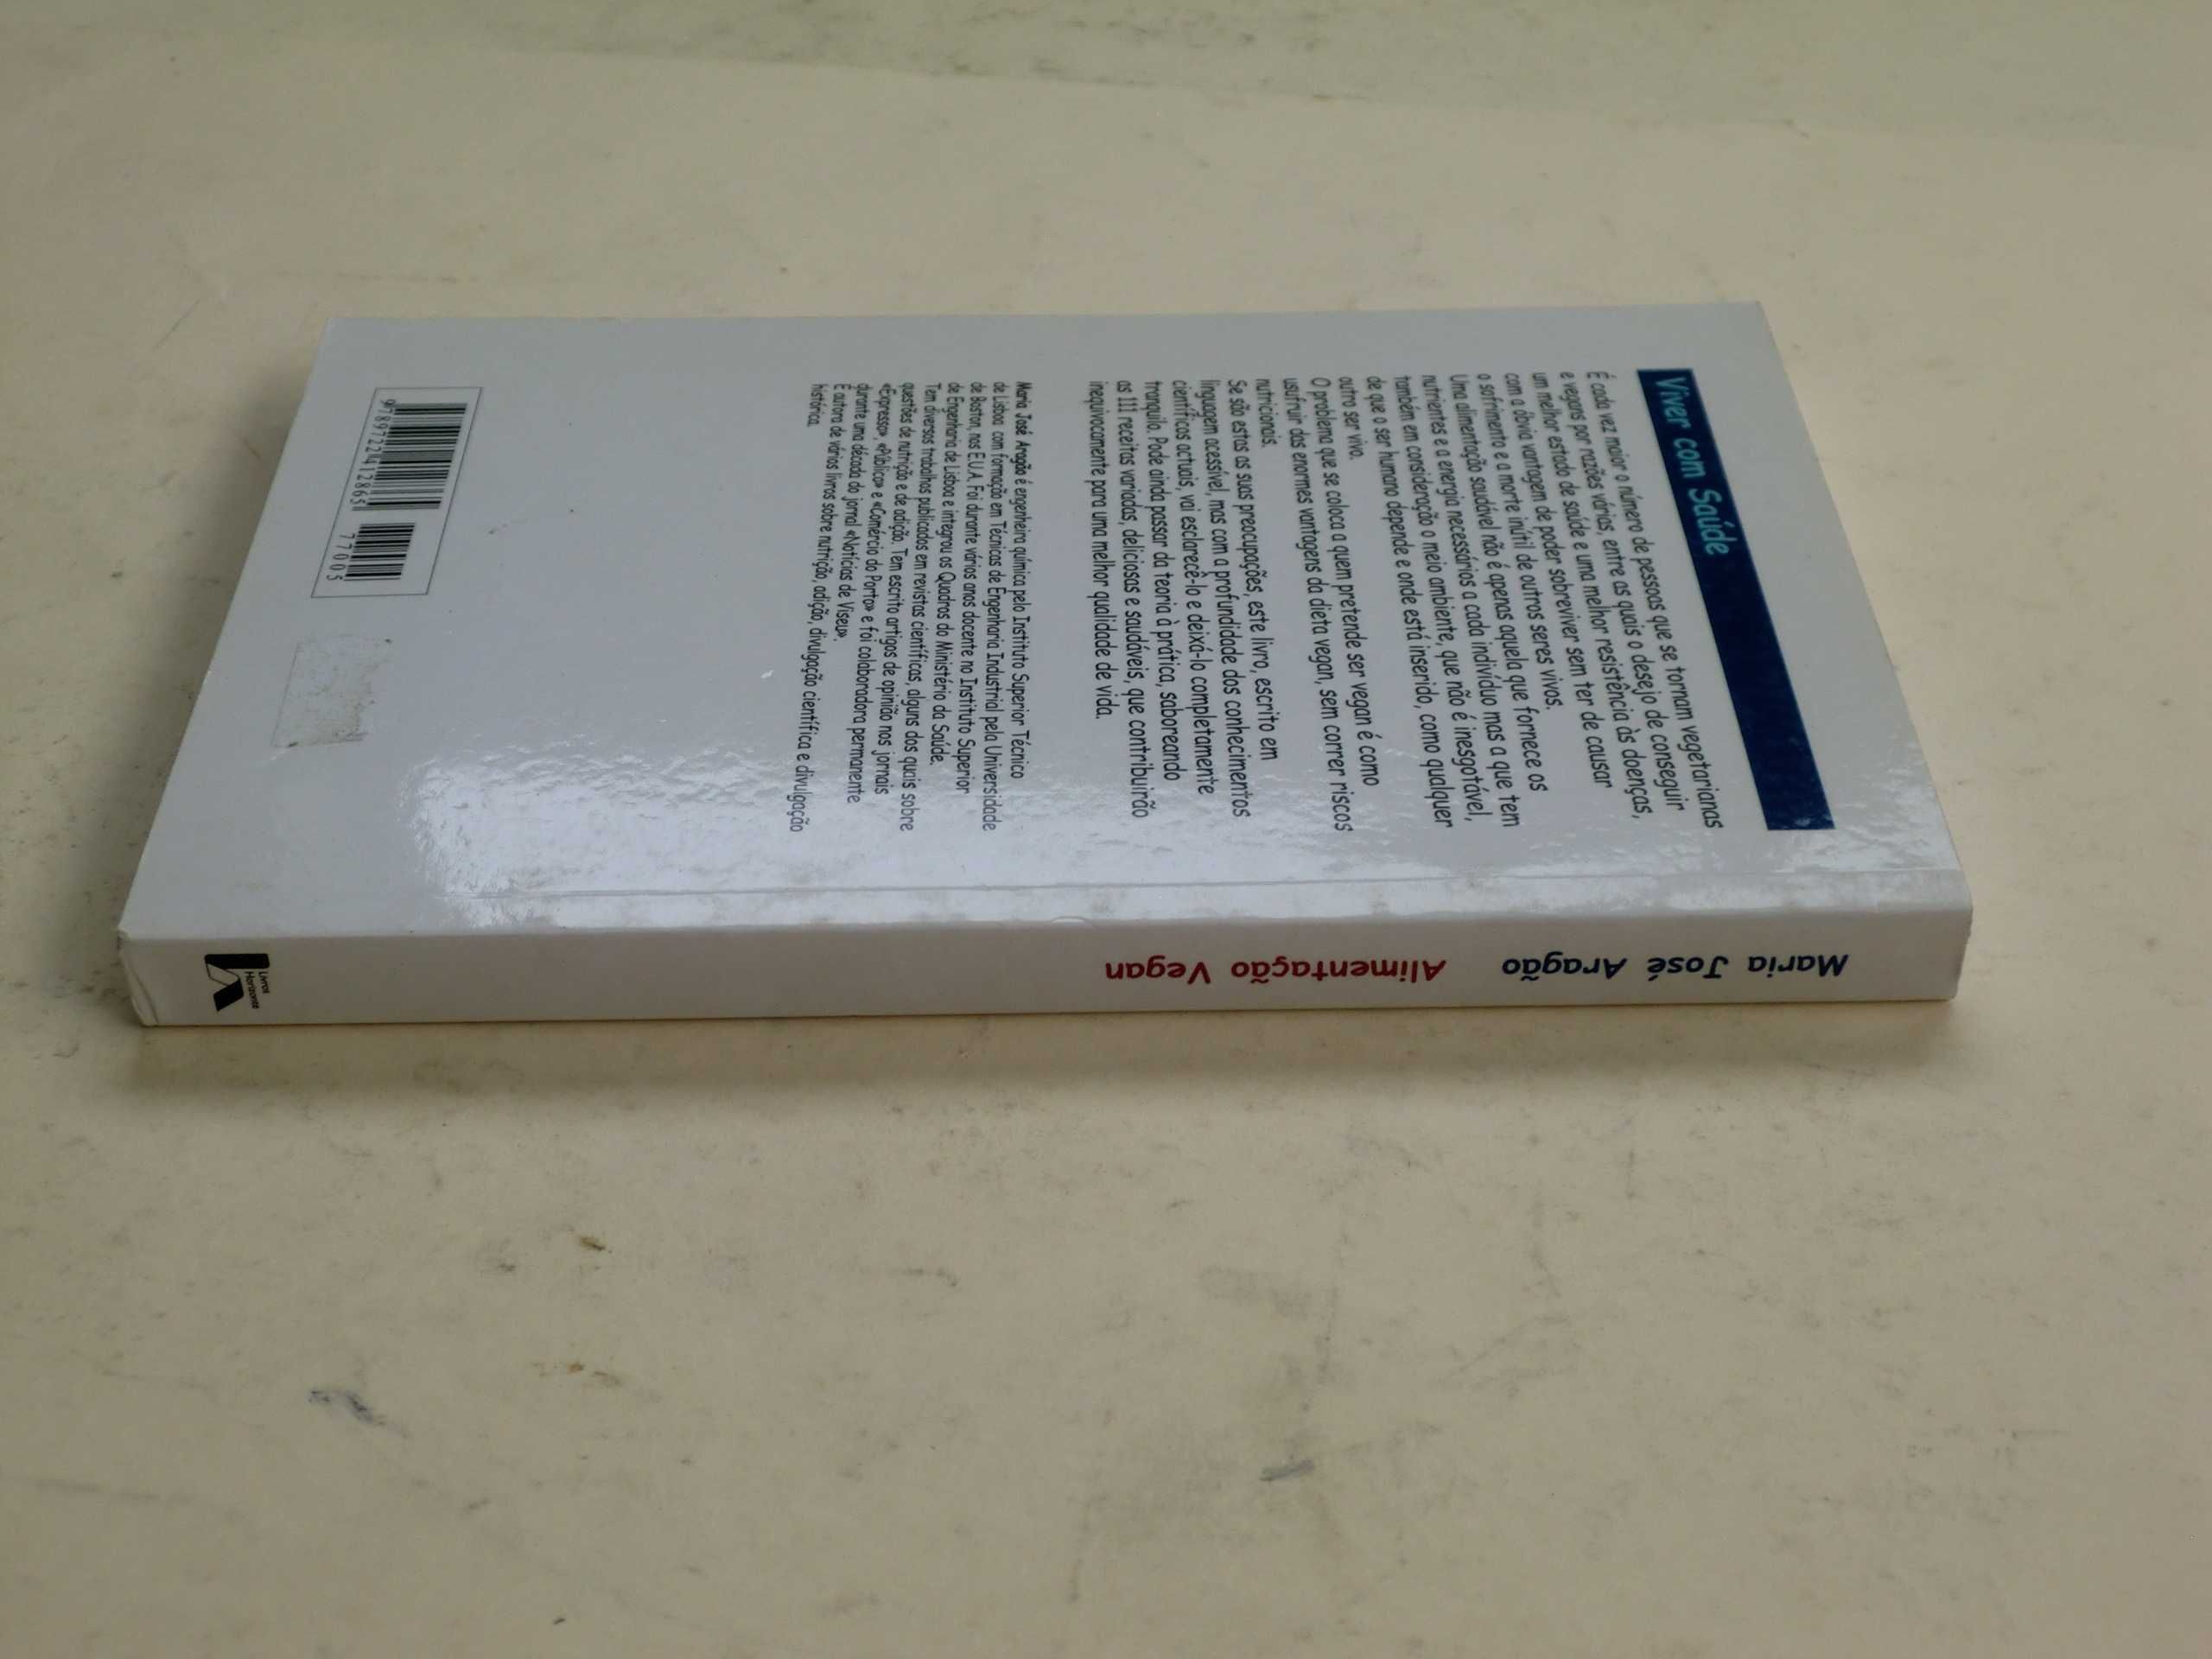 Viver com Saúde
É cada vez maior o número de pessoas que se tornam vegetarianas
e vegans por razões várias, entre as quais o desejo de conseguir
um melhor estado de saúde e uma melhor resistência às doenças,
com a óbvia vantagem de poder sobreviver sem ter de causar
o sofrimento e a morte inútil de outros seres vivos.
Uma alimentação saudável não é apenas aquela que fornece os
nutrientes e a energia necessários a cada indivíduo mas a que tem
também em consideração o meio ambiente, que não é inesgotável,
de que o ser humano depende e onde está inserido, como qualquer
outro ser vivo.
O problema que se coloca a quem pretende ser vegan é como
usufruir das enormes vantagens da dieta vegan, sem correr riscos
nutricionais.
Se são estas as suas preocupações, este livro, escrito em
linguagem acessível, mas com a profundidade dos conhecimentos
científicos actuais, vai esclarecê-lo e deixá-lo completamente
tranquilo. Pode ainda passar da teoria à prática, saboreando
as 111 receitas variadas, deliciosas e saudáveis, que contribuirão
inequivocamente para uma melhor qualidade de vida.
Maria José Aragão é engenheira química pelo Instituto Superior Técnico
de Lisboa com formação em Técnicas de Engenharia Industrial pela Universidade
de Boston, nos E.U.A. Foi durante vários anos docente no Instituto Superior
de Engenharia de Lisboa e integrou os Quadros do Ministério da Saúde.
Tem diversos trabalhos publicados em revistas científicas, alguns dos quais sobre
questões de nutrição e de adição. Tem escrito artigos de opinião nos jornais
«Expresso», «Público» e «Comércio do Porto» e foi colaboradora permanente
durante uma década do jornal «Notícias de Viseu».
É autora de vários livros sobre nutrição, adição, divulgação científica e divulgação
histórica.
9789722412865
77005
Maria José Aragão Alimentação Vegan
Livros
Horizonte